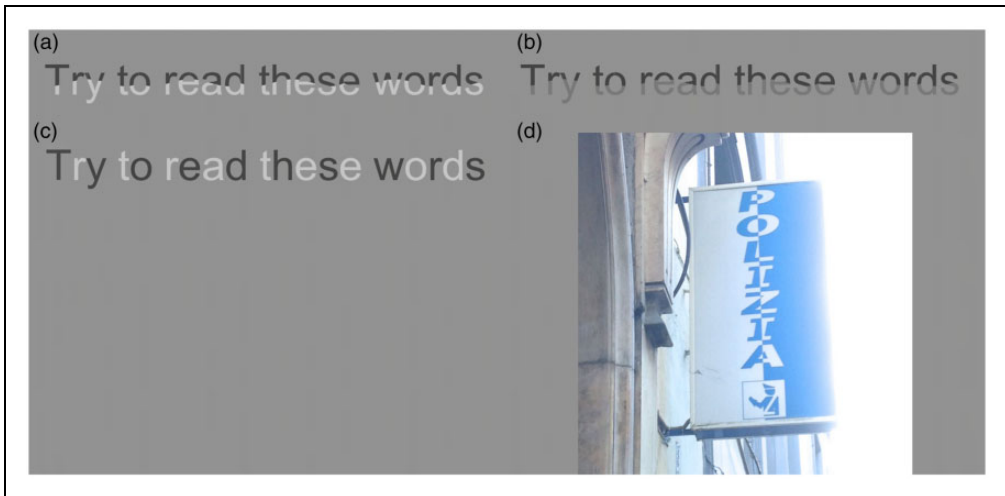 (a)
Try to read these words
(b)
Try to read these words
(c)
Try to read these words
(d)
POLIZIA